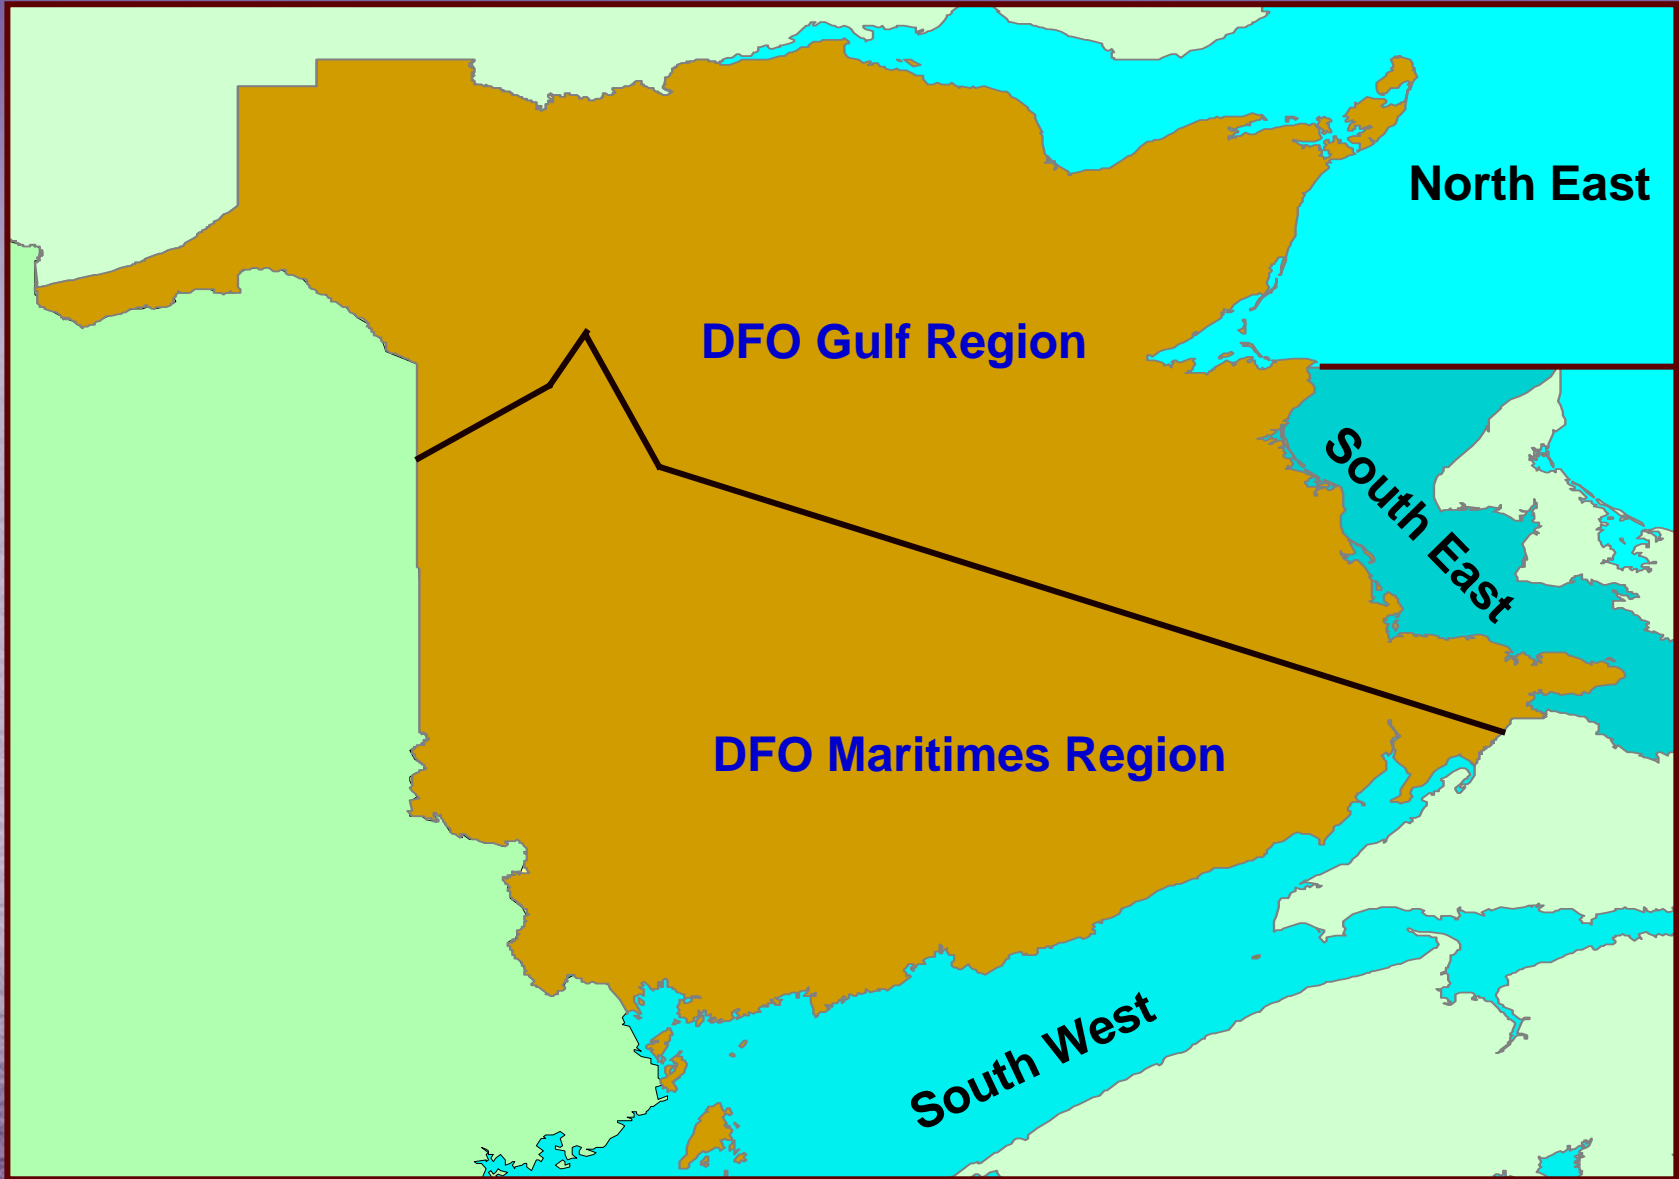 North East
DFO Gulf Region
South East
DFO Maritimes Region
South West